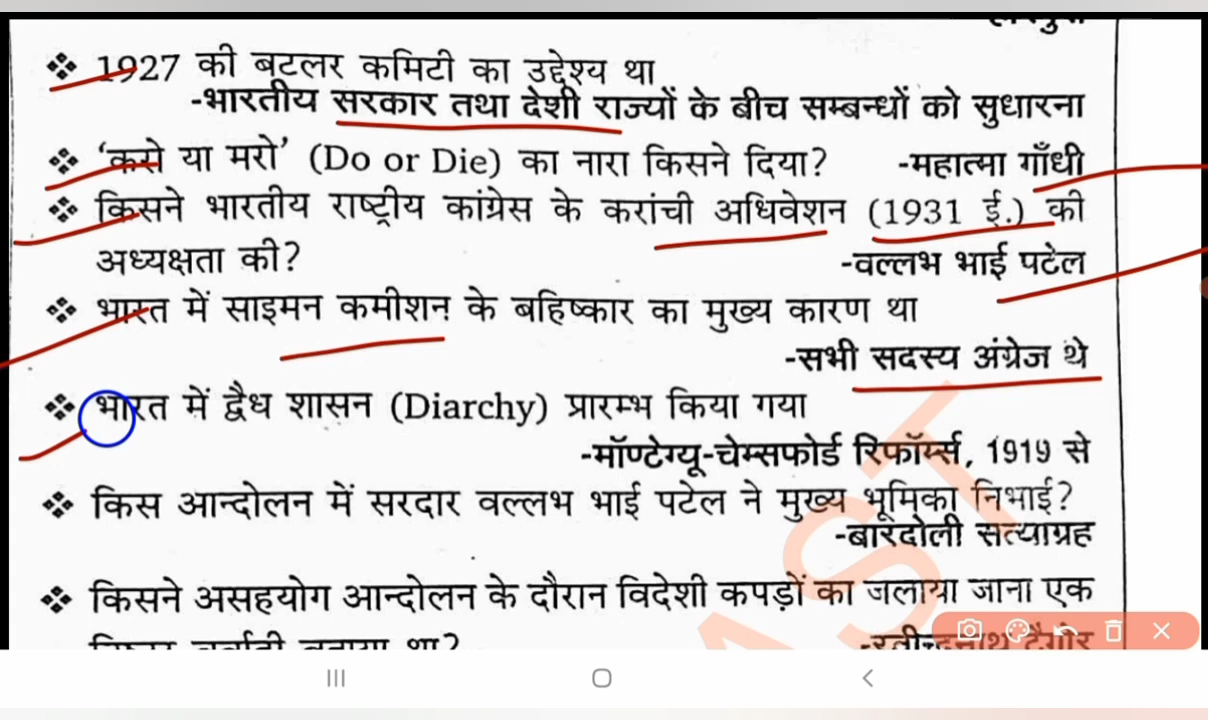 ❖ 1927 की बटलर कमिटी का उद्देश्य था
-भारतीय सरकार तथा देशी राज्यों के बीच सम्बन्धों को सुधारना
❖ ‘करो या मरो’ (Do or Die) का नारा किसने दिया? -महात्मा गाँधी
❖ किसने भारतीय राष्ट्रीय कांग्रेस के करांची अधिवेशन (1931 ई.) की
अध्यक्षता की? -वल्लभ भाई पटेल
❖ भारत में साइमन कमीशन के बहिष्कार का मुख्य कारण था
-सभी सदस्य अंग्रेज थे
❖ भारत में द्वैध शासन (Diarchy) प्रारम्भ किया गया
-मॉण्टेग्यू-चेम्सफोर्ड रिफॉर्म्स, 1919 से
❖ किस आन्दोलन में सरदार वल्लभ भाई पटेल ने मुख्य भूमिका निभाई?
-बारदोली सत्याग्रह
❖ किसने असहयोग आन्दोलन के दौरान विदेशी कपड़ों का जलाया जाना एक
-रवीन्द्रनाथ टैगोर